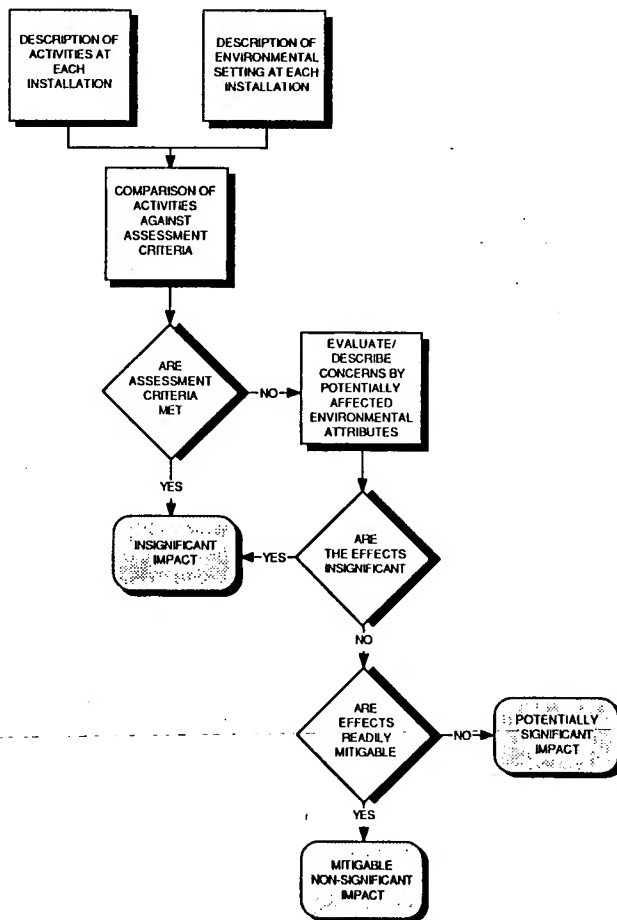 DESCRIPTION OF
ACTIVITIES AT
EACH
INSTALLATION
DESCRIPTION OF
ENVIRONMENTAL
SETTING AT EACH
INSTALLATION
COMPARISON OF
ACTIVITIES
AGAINST
ASSESSMENT
CRITERIA
ARE
ASSESSMENT
CRITERIA
MET
NO
EVALUATE/
DESCRIBE
CONCERNS BY
POTENTIALLY
AFFECTED
ENVIRONMENTAL
ATTRIBUTES
YES
INSIGNIFICANT
IMPACT
YES
ARE
THE EFFECTS
INSIGNIFICANT
NO
ARE
EFFECTS
READILY
MITIGABLE
NO
POTENTIALLY
SIGNIFICANT
IMPACT
YES
MITIGABLE
NON-SIGNIFICANT
IMPACT